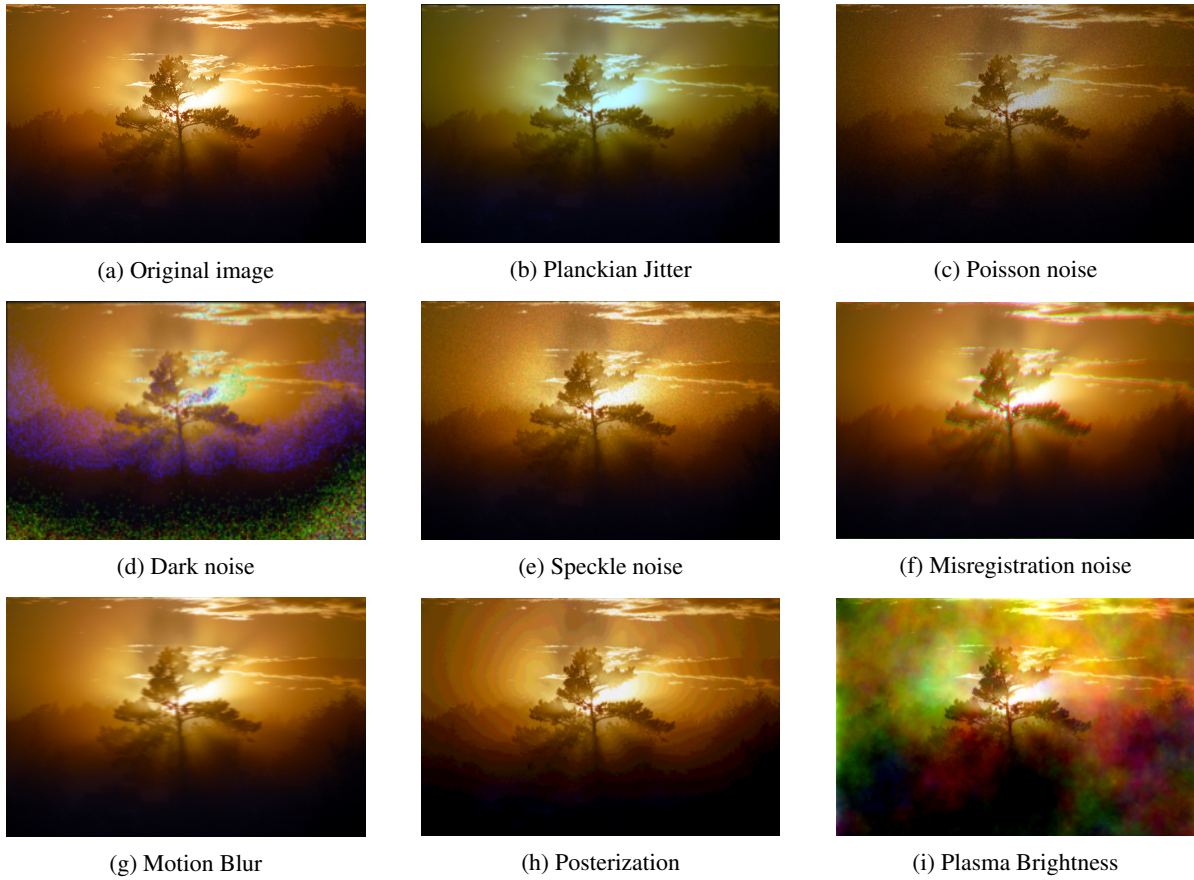 (a) Original image
(b) Planckian Jitter
(c) Poisson noise
(d) Dark noise
(e) Speckle noise
(f) Misregistration noise
(g) Motion Blur
(h) Posterization
(i) Plasma Brightness